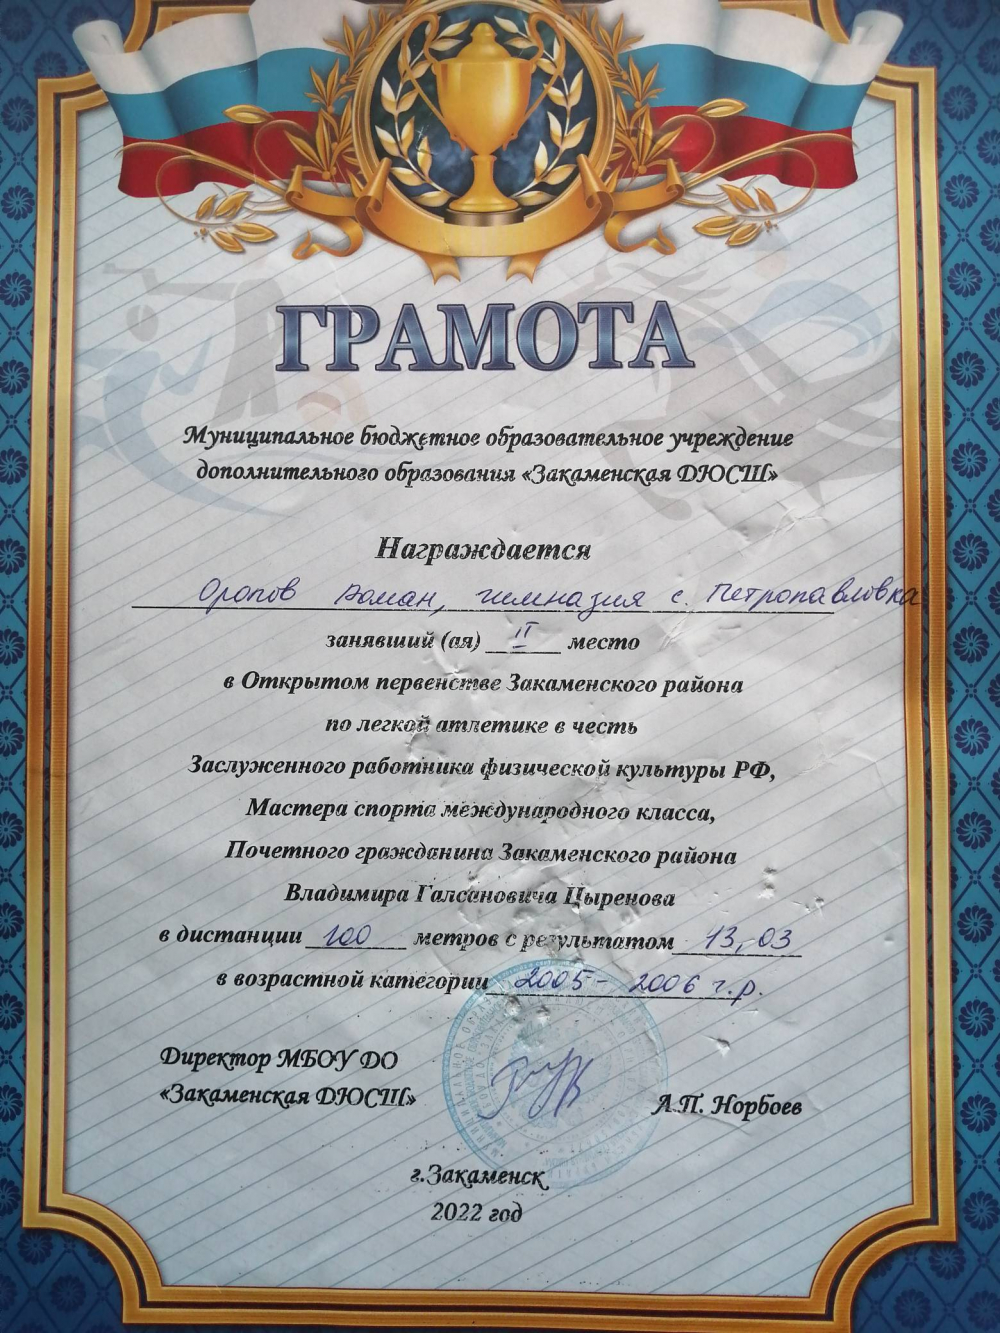 ГРАМОТА
Муниципальное бюджетное образовательное учреждение
дополнительного образования «Закаменская ДЮСШ»
Награждается
Оропов Роман, гимназия с. Петропавловка
занявший (ая) II место
в Открытом первенстве Закаменского района
по легкой атлетике в честь
Заслуженного работника физической культуры РФ,
Мастера спорта международного класса,
Почетного гражданина Закаменского района
Владимира Галсановича Цыренова
в дистанции 100 метров с результатом 13,03
в возрастной категории 2005 - 2006 г.р.
Директор МБОУ ДО
«Закаменская ДЮСШ»
А.П. Норбоев
г.Закаменск
2022 год